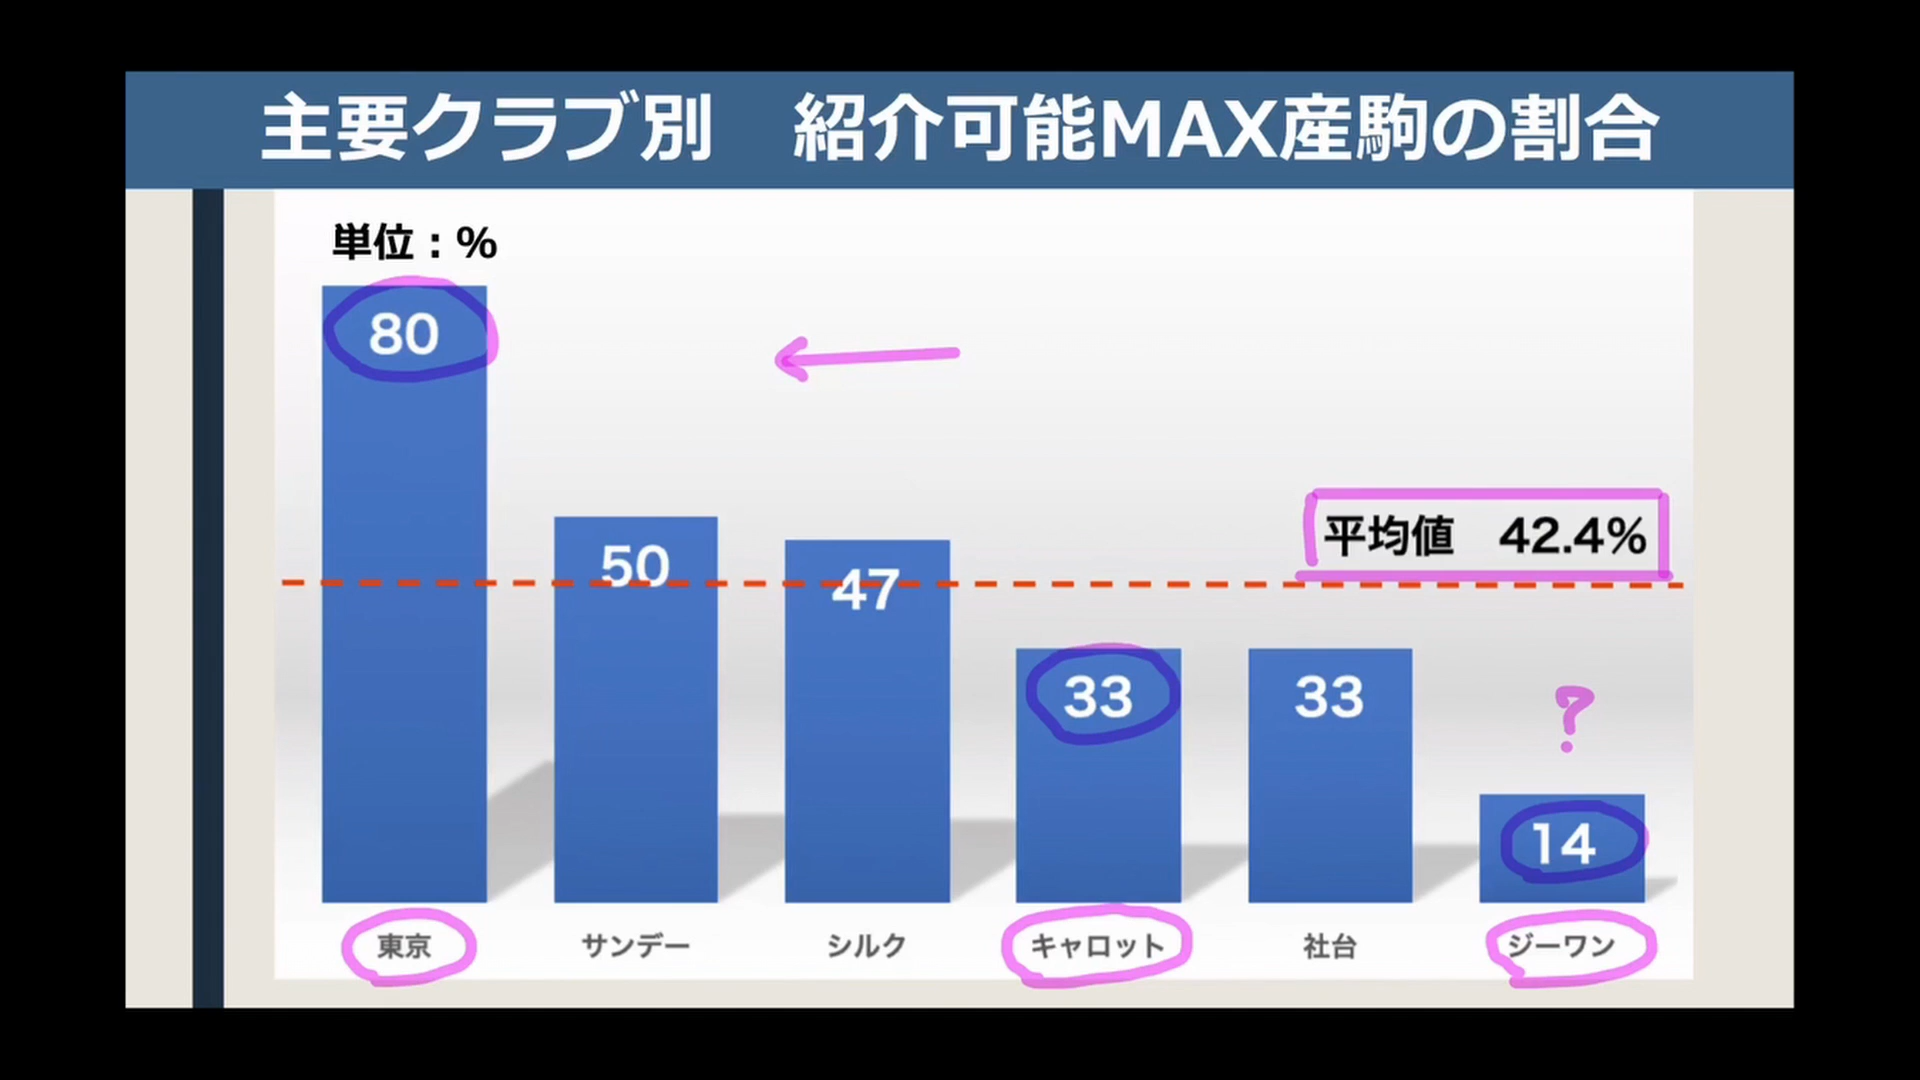 主要クラブ別　紹介可能MAX産駒の割合
単位：%
80
50
47
33
33
14
平均値　42.4%
?
東京
サンデー
シルク
キャロット
社台
ジーワン